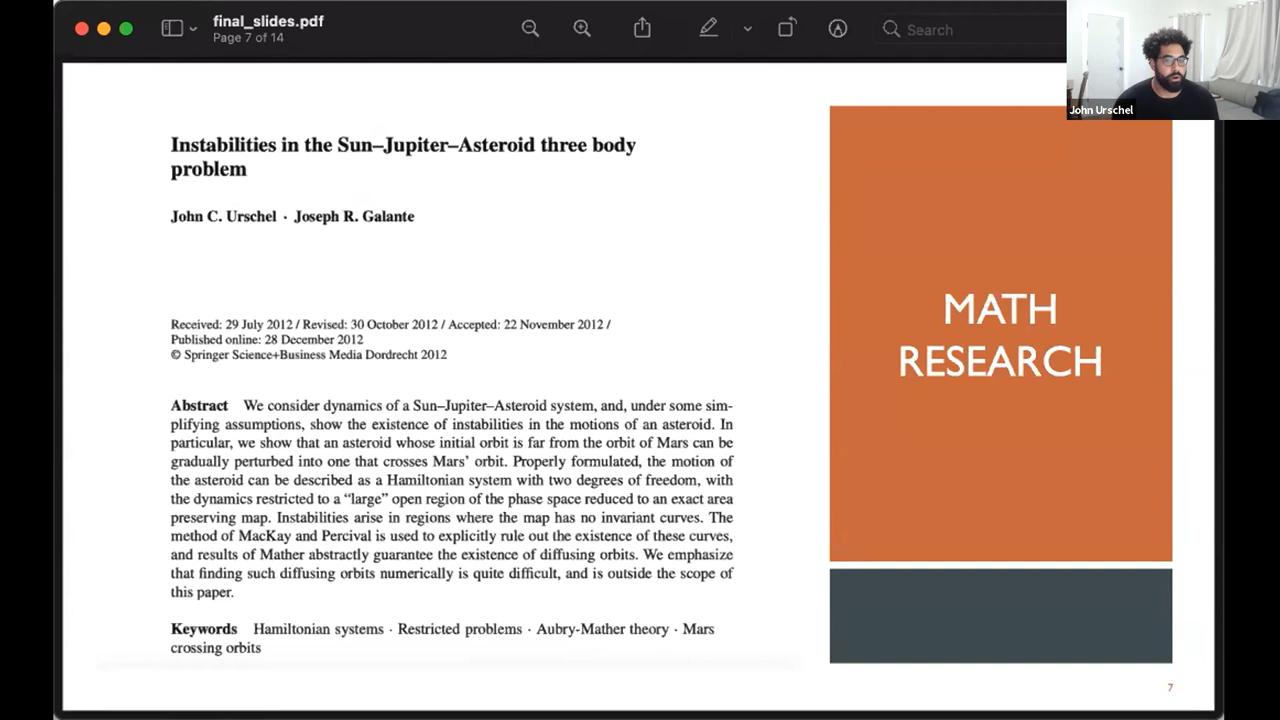 final_slides.pdf
Page 7 of 14
Search
John Urschel
Instabilities in the Sun–Jupiter–Asteroid three body
problem
John C. Urschel · Joseph R. Galante
Received: 29 July 2012 / Revised: 30 October 2012 / Accepted: 22 November 2012 /
Published online: 28 December 2012
© Springer Science+Business Media Dordrecht 2012
Abstract We consider dynamics of a Sun–Jupiter–Asteroid system, and, under some sim-
plifying assumptions, show the existence of instabilities in the motions of an asteroid. In
particular, we show that an asteroid whose initial orbit is far from the orbit of Mars can be
gradually perturbed into one that crosses Mars' orbit. Properly formulated, the motion of
the asteroid can be described as a Hamiltonian system with two degrees of freedom, with
the dynamics restricted to a “large” open region of the phase space reduced to an exact area
preserving map. Instabilities arise in regions where the map has no invariant curves. The
method of MacKay and Percival is used to explicitly rule out the existence of these curves,
and results of Mather abstractly guarantee the existence of diffusing orbits. We emphasize
that finding such diffusing orbits numerically is quite difficult, and is outside the scope of
this paper.
Keywords Hamiltonian systems · Restricted problems · Aubry-Mather theory · Mars
crossing orbits
MATH
RESEARCH
7